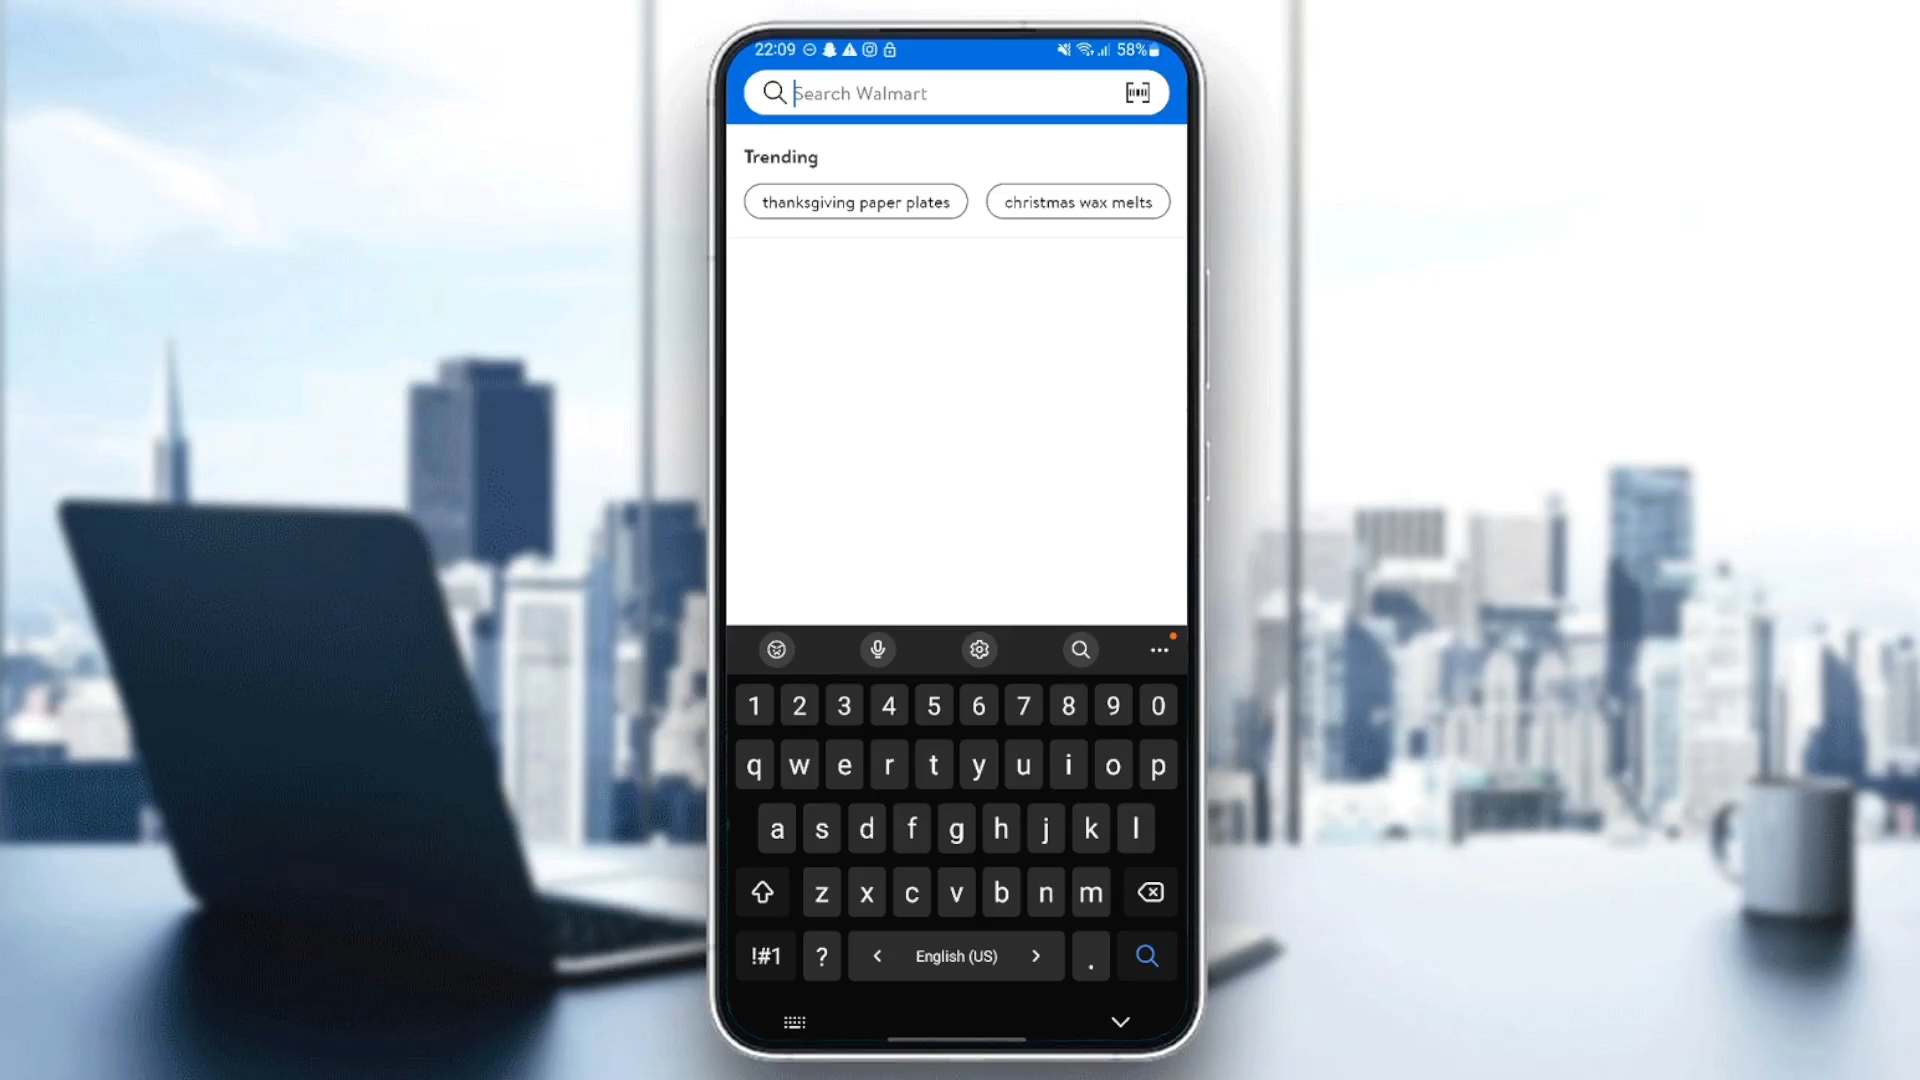 22:09 58%
Search Walmart
Trending
thanksgiving paper plates christmas wax melts
1 2 3 4 5 6 7 8 9 0
q w e r t y u i o p
a s d f g h j k l
z x c v b n m
!#1 ? < English (US) > .